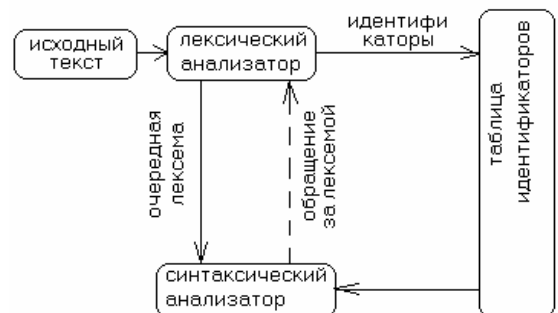 исходный
текст
лексический
анализатор
идентифи
каторы
таблица
идентификаторов
очередная
лексема
обращение
за лексемой
синтаксический
анализатор